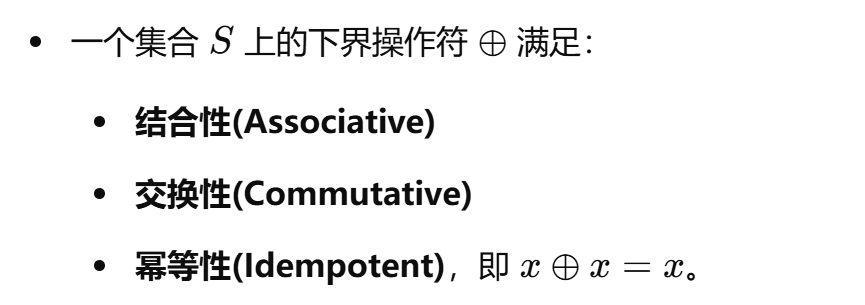 • 一个集合 S 上的下界操作符 ⊕ 满足：
• 结合性(Associative)
• 交换性(Commutative)
• 幂等性(Idempotent)，即 x ⊕ x = x。